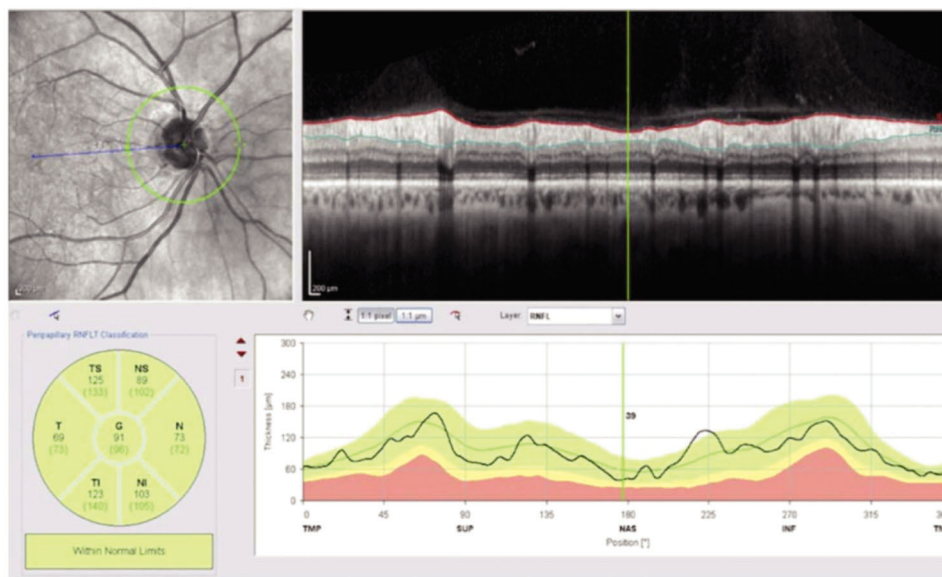 200 µm
200 µm
1:1 pixel
1:1 µm
Layer:
RNFL
Peripapillary RNFLT Classification
TS
125
(133)
NS
89
(102)
T
69
(73)
G
91
(96)
N
73
(72)
TI
123
(140)
NI
103
(105)
Within Normal Limits
1
Thickness [µm]
300
240
180
120
60
0
39
0
45
90
135
180
225
270
315
TMP
SUP
NAS
INF
Position [°]